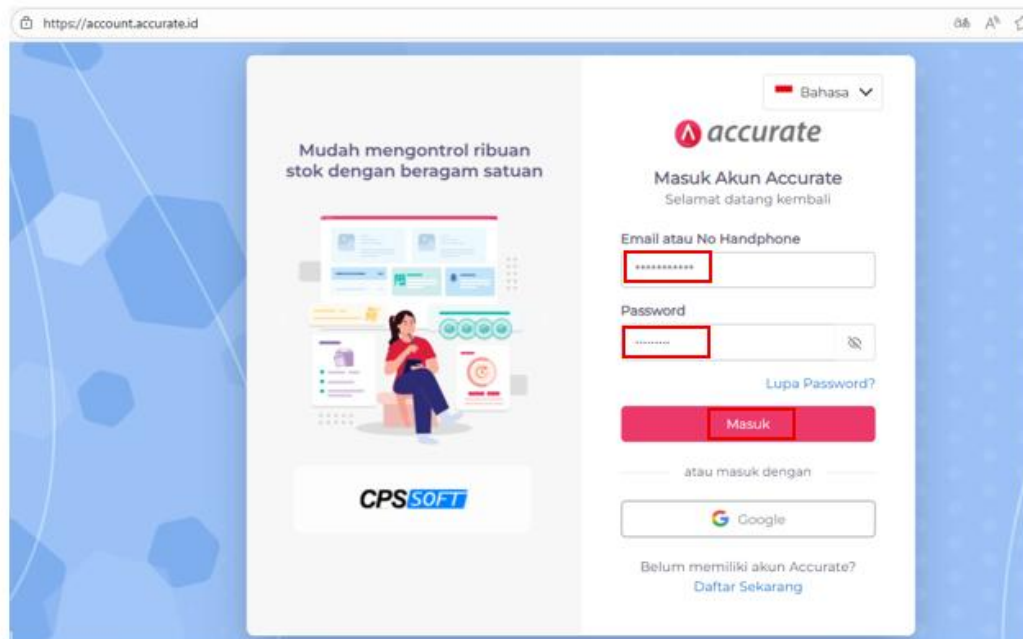 https://account.accurate.id
Bahasa
accurate
Mudah mengontrol ribuan
stok dengan beragam satuan
Masuk Akun Accurate
Selamat datang kembali
Email atau No Handphone
Password
Lupa Password?
Masuk
atau masuk dengan
CPSSOFT
Google
Belum memiliki akun Accurate?
Daftar Sekarang